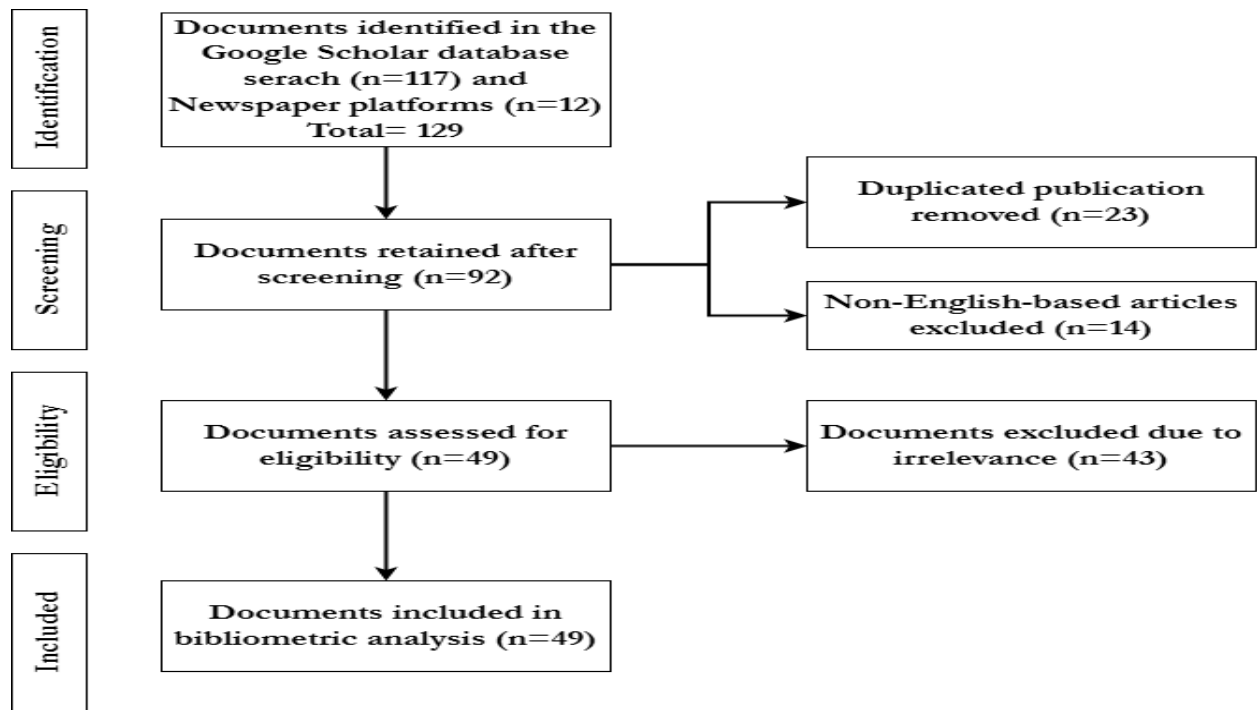 Identification
Documents identified in the
Google Scholar database
serach (n=117) and
Newspaper platforms (n=12)
Total= 129
Screening
Documents retained after
screening (n=92)
Duplicated publication
removed (n=23)
Non-English-based articles
excluded (n=14)
Eligibility
Documents assessed for
eligibility (n=49)
Documents excluded due to
irrelevance (n=43)
Included
Documents included in
bibliometric analysis (n=49)